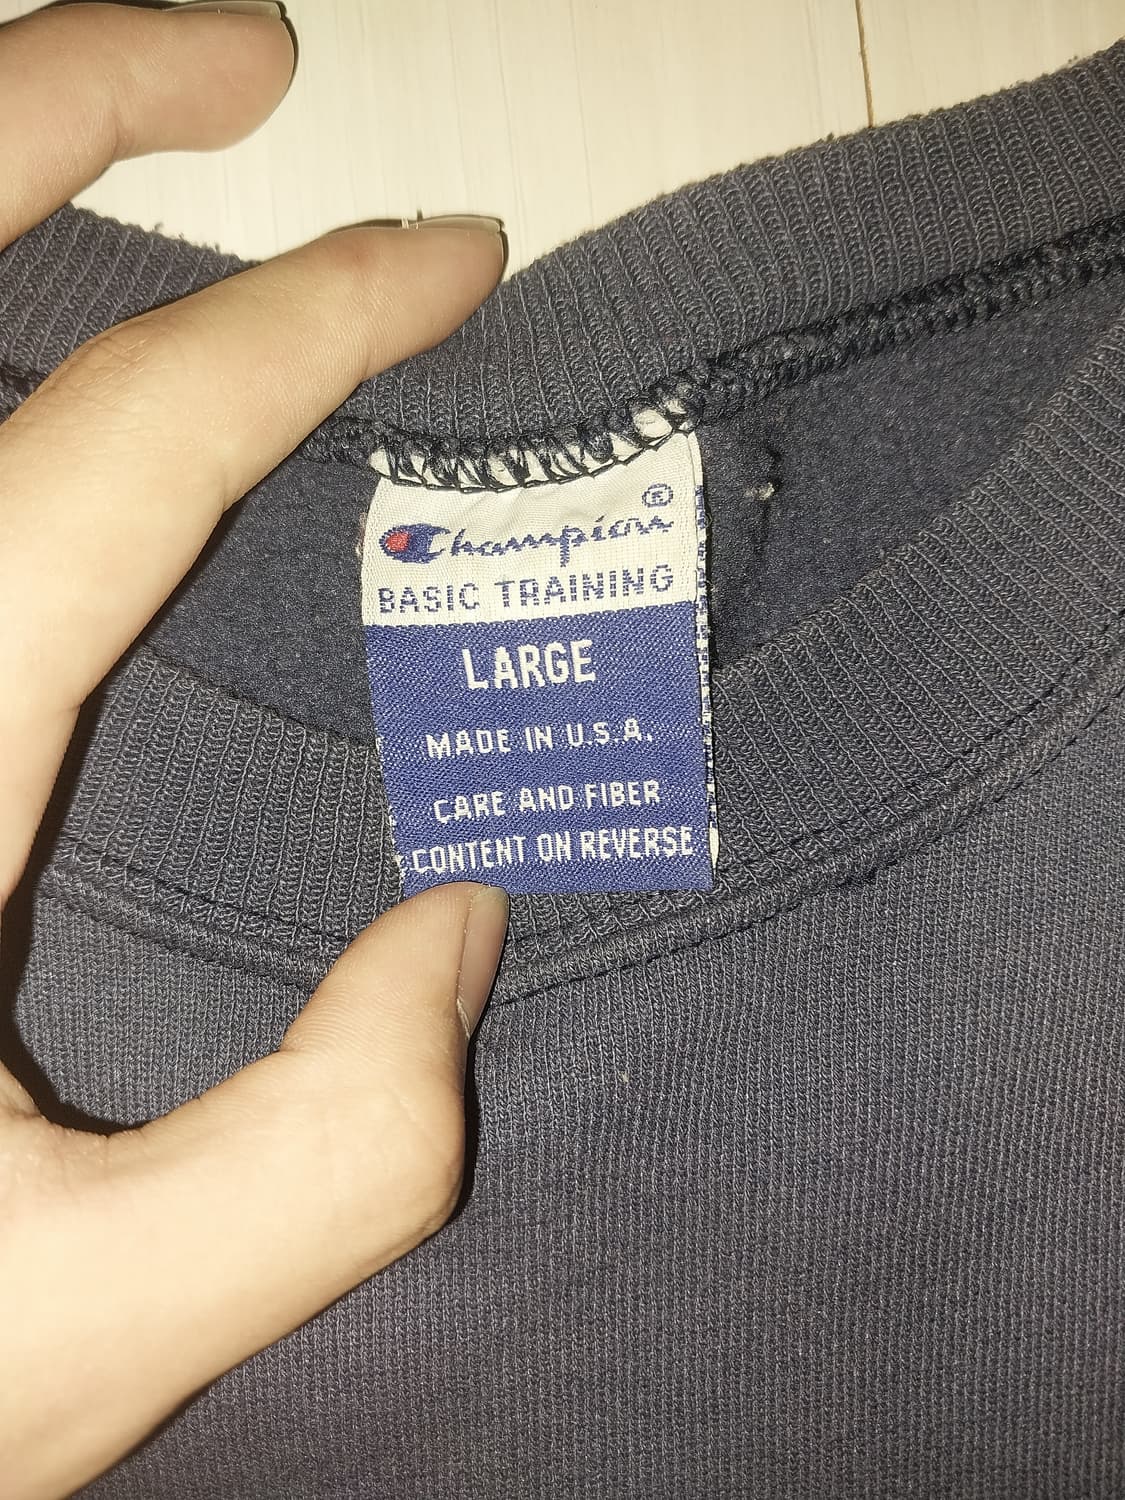 Champion®
BASIC TRAINING
LARGE
MADE IN U.S.A.
CARE AND FIBER
CONTENT ON REVERSE